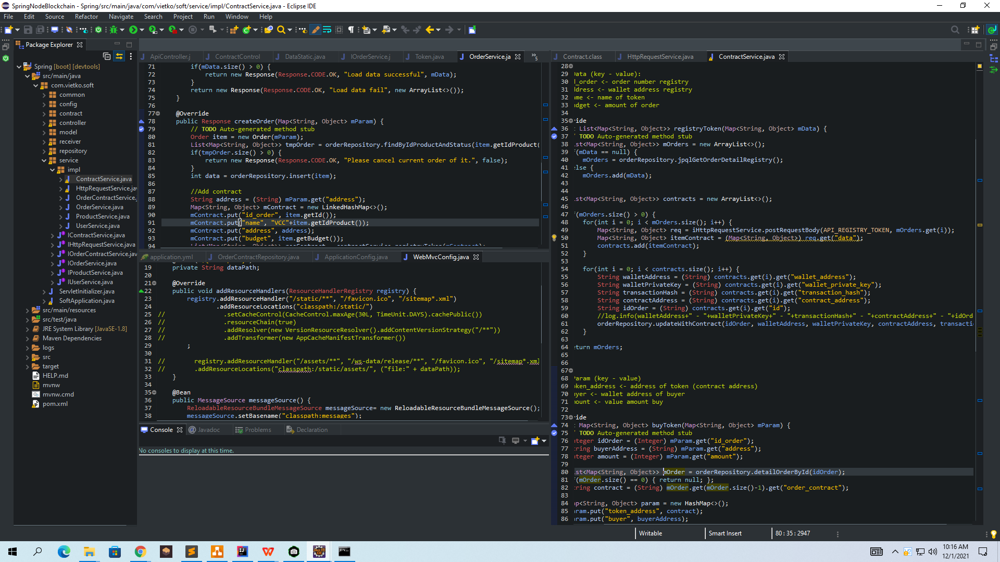 SpringNodeBlockchain - Spring/src/main/java/com/vietko/soft/service/impl/ContractService.java - Eclipse IDE
File Edit Source Refactor Navigate Search Project Run Window Help
Package Explorer
Spring [boot] [devtools]
src/main/java
com.vietko.soft
common
config
contract
controller
model
receiver
repository
service
impl
ContractService.java
HttpRequestService.jav
OrderContractService.
OrderService.java
ProductService.java
UserService.java
IContractService.java
IHttpRequestService.java
IOrderContractService.java
IOrderService.java
IProductService.java
IUserService.java
ServletInitializer.java
SoftApplication.java
src/main/resources
src/test/java
JRE System Library [JavaSE-1.8]
Maven Dependencies
logs
src
target
HELP.md
mvnw
mvnw.cmd
pom.xml
ApiController.j ContractControl DataStatic.java IOrderService.j Token.java OrderService.ja »5
71 if(mData.size() > 0) {
72 return new Response(Response.CODE.OK, "Load data successful", mData);
73 }
74 return new Response(Response.CODE.OK, "Load data fail", new ArrayList<>());
75 }
76
77 @Override
78 public Response createOrder(Map<String, Object> mParam) {
79 // TODO Auto-generated method stub
80 Order item = new Order(mParam);
81 List<Map<String, Object>> tmpOrder = orderRepository.findByIdProductAndStatus(item.getIdProduct(
82 if(tmpOrder.size() > 0) {
83 return new Response(Response.CODE.OK, "Please cancel current order of it.", false);
84 }
85 int data = orderRepository.insert(item);
86
87 //Add contract
88 String address = (String) mParam.get("address");
89 Map<String, Object> mContract = new LinkedHashMap<>();
90 mContract.put("id_order", item.getId());
91 mContract.put("name", "VCC"+item.getIdProduct());
92 mContract.put("address", address);
93 mContract.put("budget", item.getBudget());
94
application.yml OrderContractRepository.java ApplicationConfig.java WebMvcConfig.java
19 private String dataPath;
20
21 @Override
22 public void addResourceHandlers(ResourceHandlerRegistry registry) {
23 registry.addResourceHandler("/static/**", "/favicon.ico", "/sitemap*.xml")
24 .addResourceLocations("classpath:/static/")
25 // .setCacheControl(CacheControl.maxAge(30L, TimeUnit.DAYS).cachePublic())
26 // .resourceChain(true)
27 // .addResolver(new VersionResourceResolver().addContentVersionStrategy("/**"))
28 // .addTransformer(new AppCacheManifestTransformer())
29 ;
30
31 // registry.addResourceHandler("/assets/**", "/ws-data/release/**", "/favicon.ico", "/sitemap*.xml
32 // .addResourceLocations("classpath:/static/assets/", ("file:" + dataPath));
33 }
34
35 @Bean
36 public MessageSource messageSource() {
37 ReloadableResourceBundleMessageSource messageSource= new ReloadableResourceBundleMessageSource();
38 messageSource.setBasename("classpath:messages");
Console Javadoc Problems Declaration
No consoles to display at this time.
Contract.class HttpRequestService.java ContractService.java
28
29 ata (key - value):
30 _order <- order number registry
31 dress <- wallet address registry
32 me <- name of token
33 dget <- amount of order
34
35 ide
36 List<Map<String, Object>> registryToken(Map<String, Object> mData) {
37 TODO Auto-generated method stub
38 st<Map<String, Object>> mOrders = new ArrayList<>();
39 (mData == null) {
40 mOrders = orderRepository.jpqlGetOrderDetailRegistry();
41 else {
42 mOrders.add(mData);
43
44
45 st<Map<String, Object>> contracts = new ArrayList<>();
46
47 (mOrders.size() > 0) {
48 for(int i = 0; i < mOrders.size(); i++) {
49 Map<String, Object> req = iHttpRequestService.postRequestBody(API_REGISTRY_TOKEN, mOrders.get(i));
50 Map<String, Object> itemContract = (Map<String, Object>) req.get("data");
51 contracts.add(itemContract);
52 }
53
54 for(int i = 0; i < contracts.size(); i++) {
55 String walletAddress = (String) contracts.get(i).get("wallet_address");
56 String walletPrivateKey = (String) contracts.get(i).get("wallet_private_key");
57 String transactionHash = (String) contracts.get(i).get("transaction_hash");
58 String contractAddress = (String) contracts.get(i).get("contract_address");
59 String idOrder = (String) contracts.get(i).get("id");
60 //log.info(walletAddress+" - "+walletPrivateKey+" - "+transactionHash+" - "+contractAddress+" - "+idOrd
61 orderRepository.updateWithContract(idOrder, walletAddress, walletPrivateKey, contractAddress, transacti
62 }
63
64 turn mOrders;
65
66
67
68 Param (key - value)
69 ken_address <- address of token (contract address)
70 yer <- wallet address of buyer
71 ount <- value amount buy
72
73 ide
74 Map<String, Object> buyToken(Map<String, Object> mParam) {
75 TODO Auto-generated method stub
76 teger idOrder = (Integer) mParam.get("id_order");
77 ring buyerAddress = (String) mParam.get("address");
78 teger amount = (Integer) mParam.get("amount");
79
80 st<Map<String, Object>> mOrder = orderRepository.detailOrderById(idOrder);
81 (mOrder.size() == 0) { return null; };
82 ring contract = (String) mOrder.get(mOrder.size()-1).get("order_contract");
83
84 p<String, Object> param = new HashMap<>();
85 ram.put("token_address", contract);
86 ram.put("buyer", buyerAddress);
Writable Smart Insert 80 : 35 : 2947
10:16 AM
12/1/2021